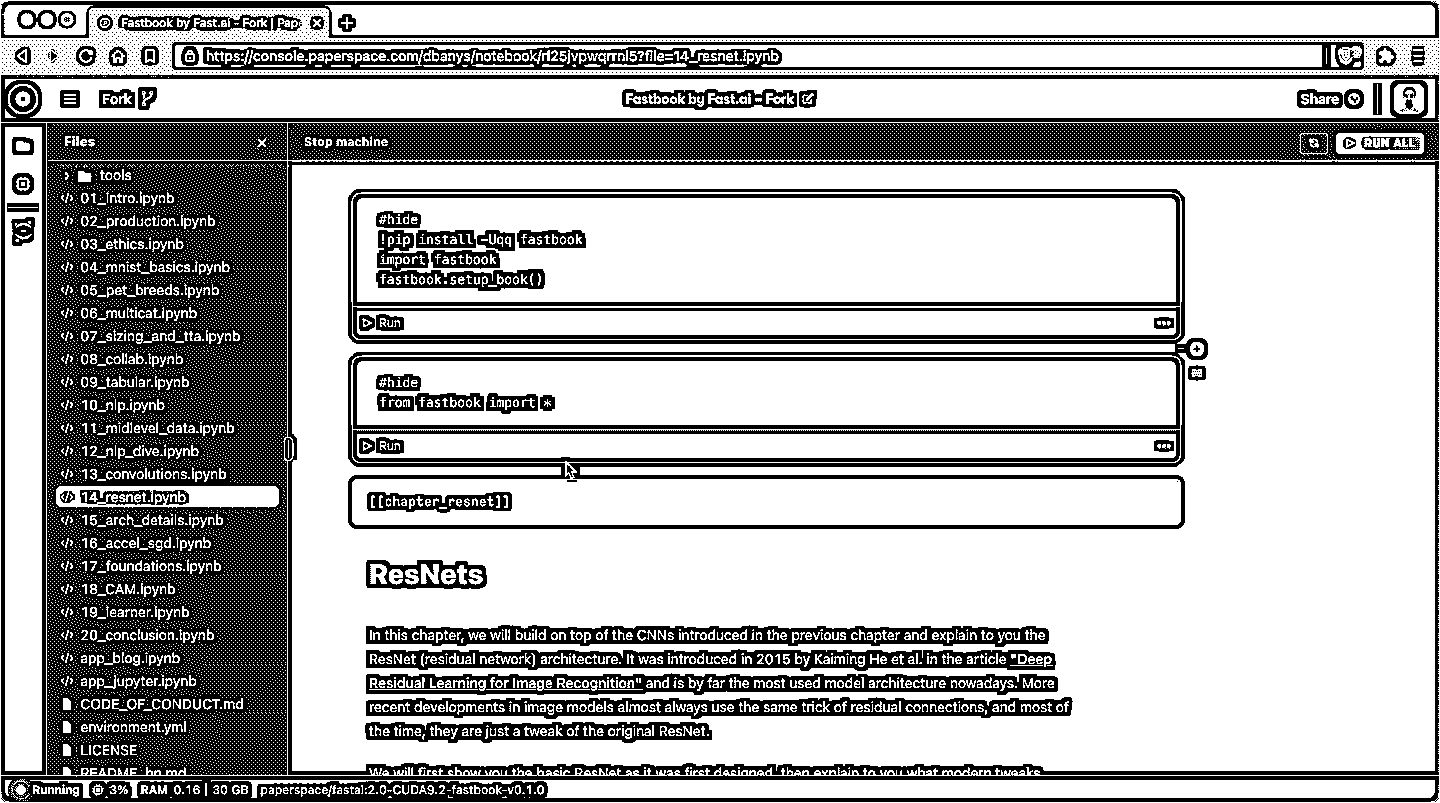 Fastbook by Fast.ai - Fork | Pap
https://console.paperspace.com/dbanys/notebook/rl25jvpwqrrnl5?file=14_resnet.ipynb
Fork
Fastbook by Fast.ai - Fork
Share
Files
Stop machine
RUN ALL
tools
01_intro.ipynb
02_production.ipynb
03_ethics.ipynb
04_mnist_basics.ipynb
05_pet_breeds.ipynb
06_multicat.ipynb
07_sizing_and_tta.ipynb
08_collab.ipynb
09_tabular.ipynb
10_nlp.ipynb
11_midlevel_data.ipynb
12_nlp_dive.ipynb
13_convolutions.ipynb
14_resnet.ipynb
15_arch_details.ipynb
16_accel_sgd.ipynb
17_foundations.ipynb
18_CAM.ipynb
19_learner.ipynb
20_conclusion.ipynb
app_blog.ipynb
app_jupyter.ipynb
CODE_OF_CONDUCT.md
environment.yml
LICENSE
README_hn.md
#hide
!pip install -Uqq fastbook
import fastbook
fastbook.setup_book()
Run
#hide
from fastbook import *
Run
[[chapter_resnet]]
ResNets
In this chapter, we will build on top of the CNNs introduced in the previous chapter and explain to you the
ResNet (residual network) architecture. It was introduced in 2015 by Kaiming He et al. in the article "Deep
Residual Learning for Image Recognition" and is by far the most used model architecture nowadays. More
recent developments in image models almost always use the same trick of residual connections, and most of
the time, they are just a tweak of the original ResNet.
We will first show you the basic ResNet as it was first designed, then explain to you what modern tweaks
Running
3%
RAM 0.16 | 30 GB
paperspace/fastai:2.0-CUDA9.2-fastbook-v0.1.0